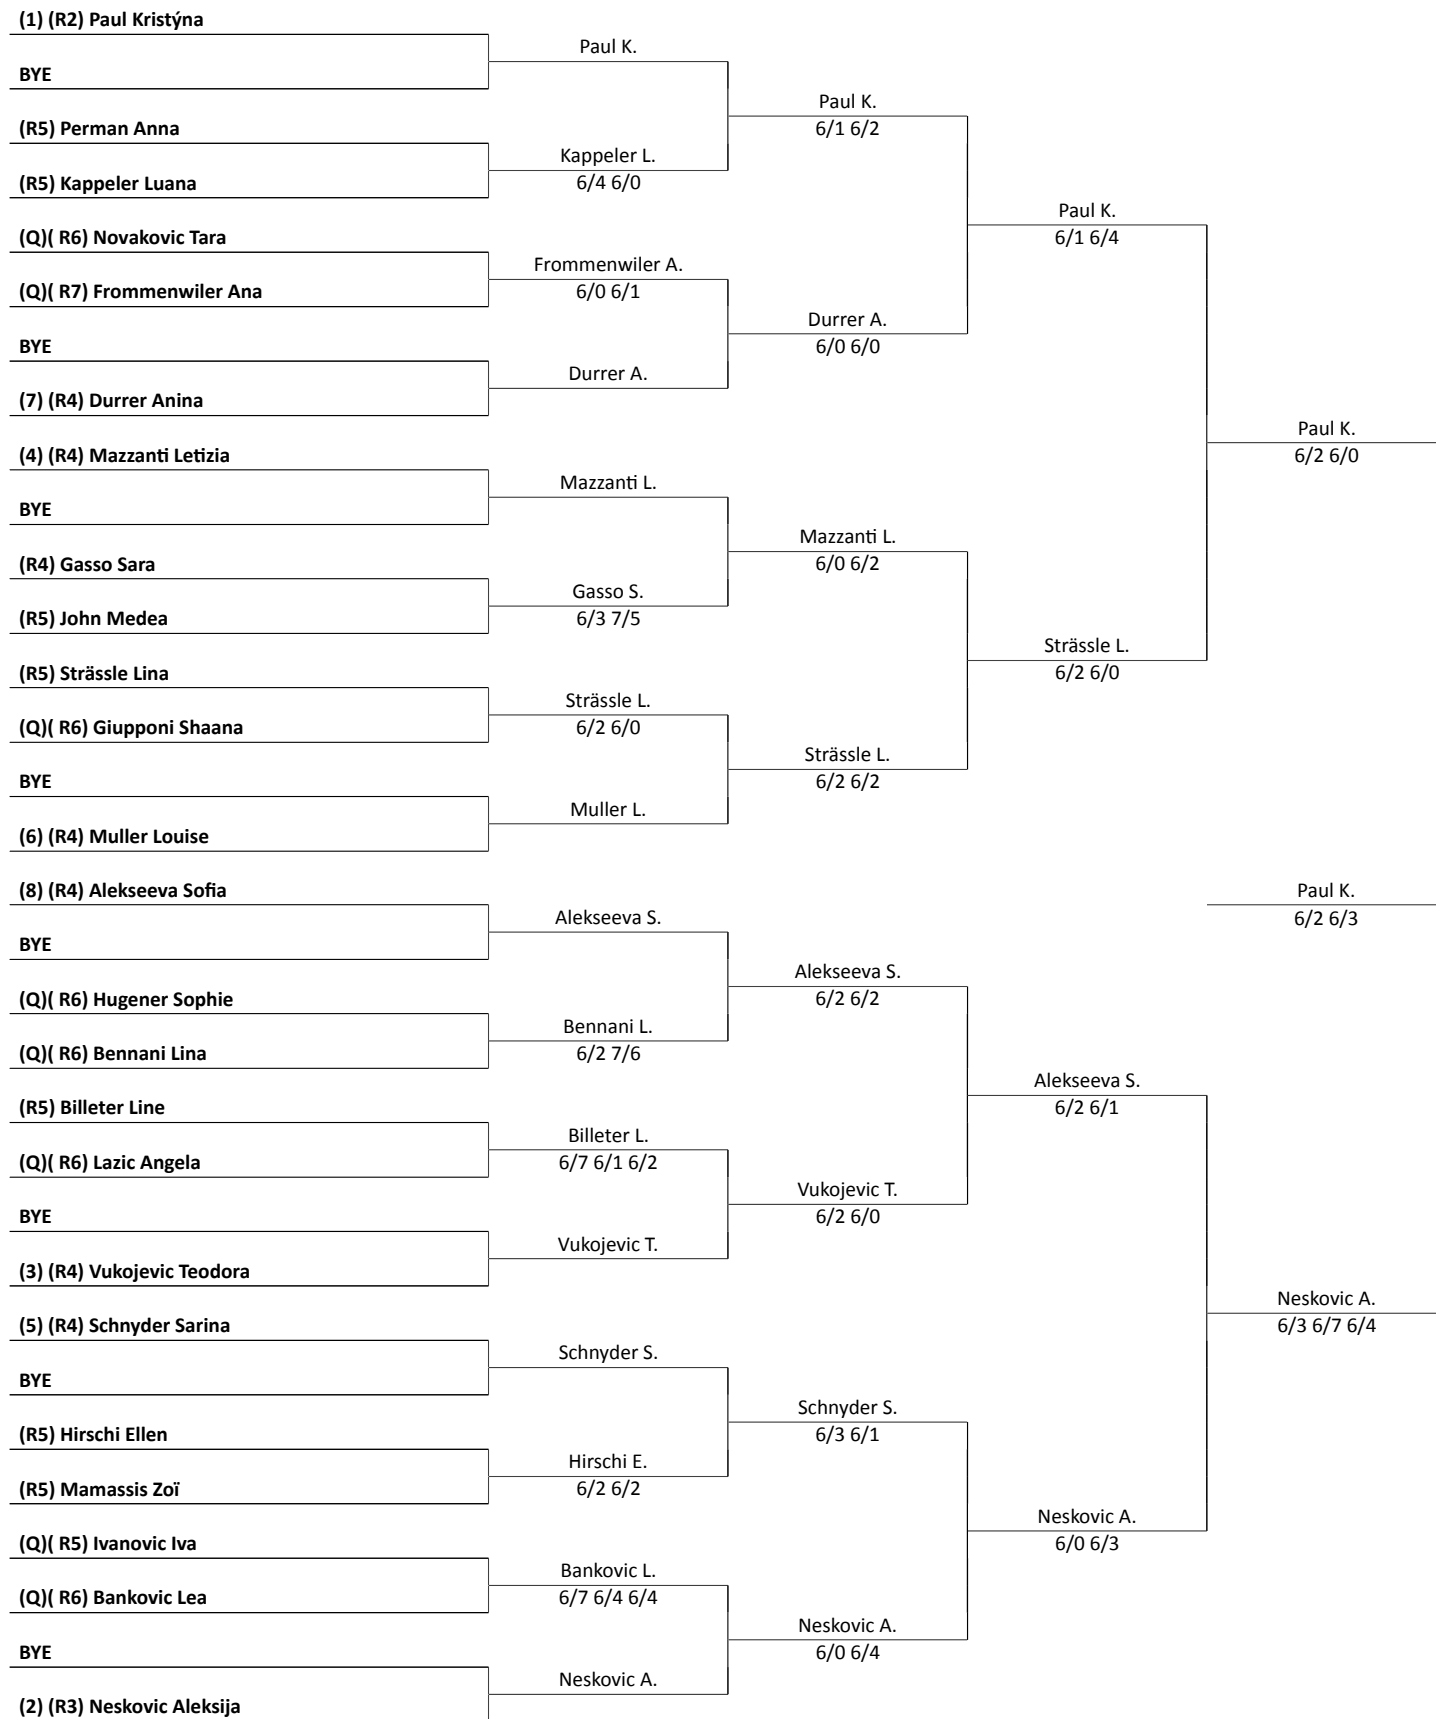 (1) (R2) Paul Kristýna
BYE
(R5) Perman Anna
(R5) Kappeler Luana
(Q)( R6) Novakovic Tara
(Q)( R7) Frommenwiler Ana
BYE
(7) (R4) Durrer Anina
(4) (R4) Mazzanti Letizia
BYE
(R4) Gasso Sara
(R5) John Medea
(R5) Strässle Lina
(Q)( R6) Giupponi Shaana
BYE
(6) (R4) Muller Louise
(8) (R4) Alekseeva Sofia
BYE
(Q)( R6) Hugener Sophie
(Q)( R6) Bennani Lina
(R5) Billeter Line
(Q)( R6) Lazic Angela
BYE
(3) (R4) Vukojevic Teodora
(5) (R4) Schnyder Sarina
BYE
(R5) Hirschi Ellen
(R5) Mamassis Zoï
(Q)( R5) Ivanovic Iva
(Q)( R6) Bankovic Lea
BYE
(2) (R3) Neskovic Aleksija
Paul K.
Kappeler L.
6/4 6/0
Frommenwiler A.
6/0 6/1
Durrer A.
Mazzanti L.
Gasso S.
6/3 7/5
Strässle L.
6/2 6/0
Muller L.
Alekseeva S.
Bennani L.
6/2 7/6
Billeter L.
6/7 6/1 6/2
Vukojevic T.
Schnyder S.
Hirschi E.
6/2 6/2
Bankovic L.
6/7 6/4 6/4
Neskovic A.
Paul K.
6/1 6/2
Durrer A.
6/0 6/0
Mazzanti L.
6/0 6/2
Strässle L.
6/2 6/2
Alekseeva S.
6/2 6/2
Vukojevic T.
6/2 6/0
Schnyder S.
6/3 6/1
Neskovic A.
6/0 6/4
Paul K.
6/1 6/4
Strässle L.
6/2 6/0
Alekseeva S.
6/2 6/1
Neskovic A.
6/0 6/3
Paul K.
6/2 6/0
Paul K.
6/2 6/3
Neskovic A.
6/3 6/7 6/4